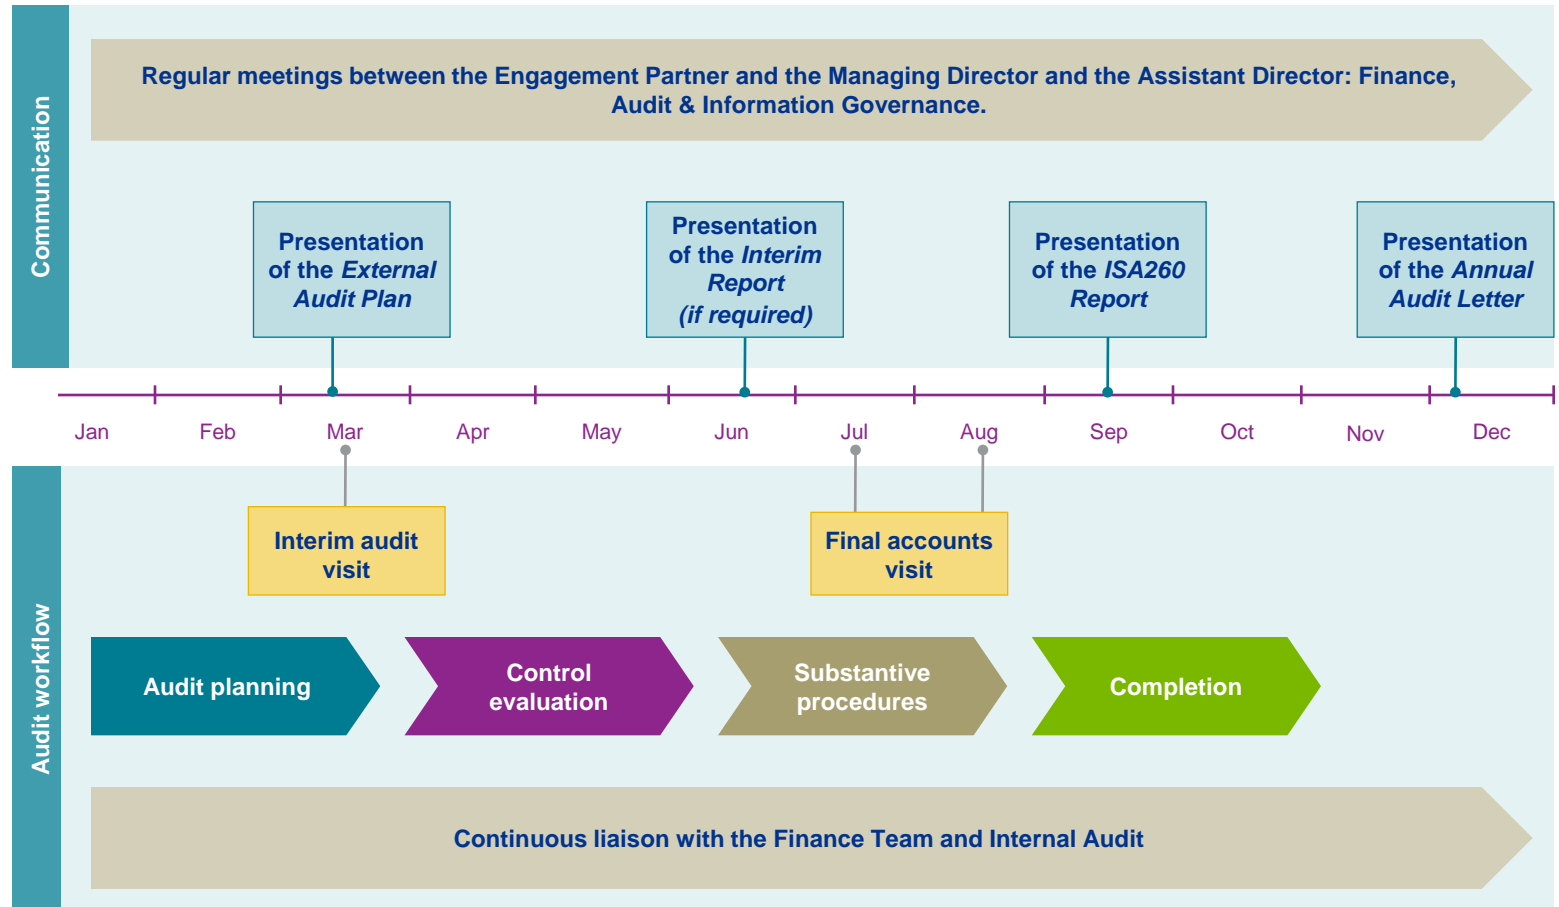 Communication
Regular meetings between the Engagement Partner and the Managing Director and the Assistant Director: Finance,
Audit & Information Governance.
Presentation
of the External
Audit Plan
Presentation
of the Interim
Report
(if required)
Presentation
of the ISA260
Report
Presentation
of the Annual
Audit Letter
Jan Feb Mar Apr May Jun Jul Aug Sep Oct Nov Dec
Audit workflow
Interim audit
visit
Final accounts
visit
Audit planning
Control
evaluation
Substantive
procedures
Completion
Continuous liaison with the Finance Team and Internal Audit